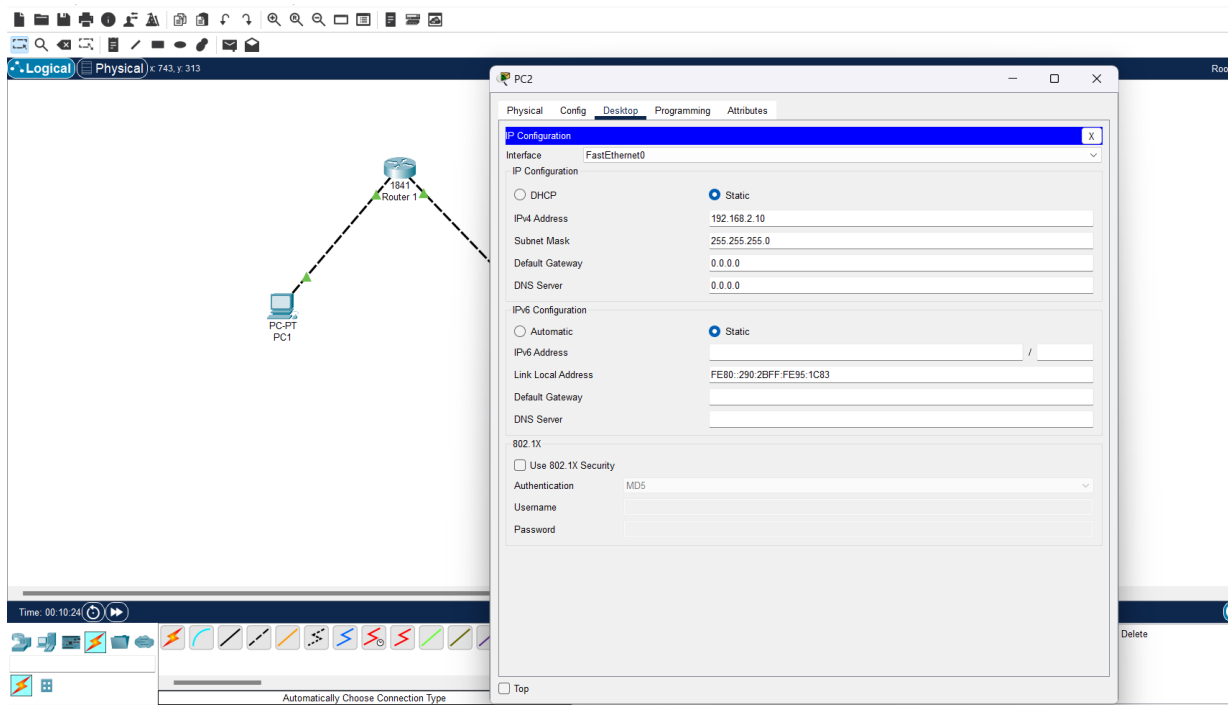 Logical Physical x: 743, y: 313
Roo
1841
Router 1
PC-PT
PC1
PC2
Physical Config Desktop Programming Attributes
IP Configuration X
Interface FastEthernet0
IP Configuration
DHCP Static
IPv4 Address 192.168.2.10
Subnet Mask 255.255.255.0
Default Gateway 0.0.0.0
DNS Server 0.0.0.0
IPv6 Configuration
Automatic Static
IPv6 Address /
Link Local Address FE80::290:2BFF:FE95:1C83
Default Gateway
DNS Server
802.1X
Use 802.1X Security
Authentication MD5
Username
Password
Top
Time: 00:10:24
Delete
Automatically Choose Connection Type